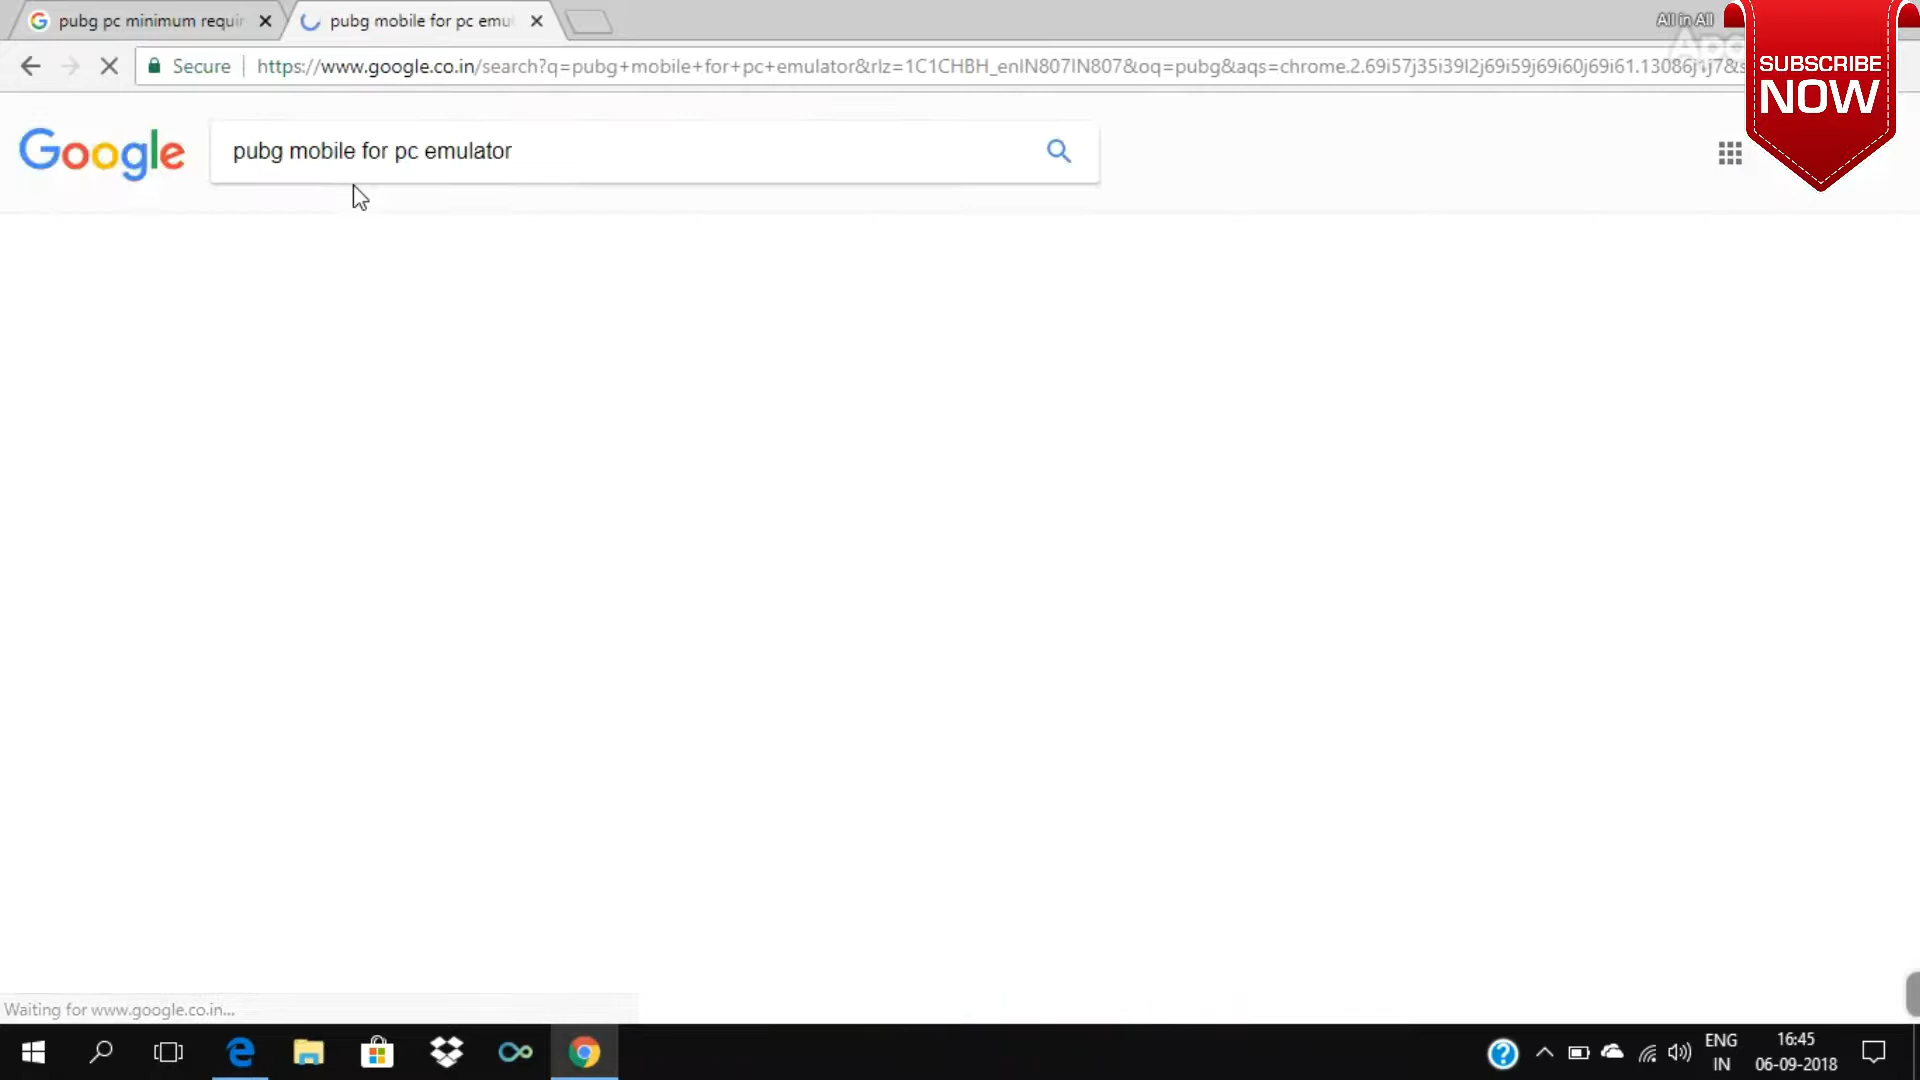 pubg pc minimum requir
pubg mobile for pc emu
All in All
Secure
https://www.google.co.in/search?q=pubg+mobile+for+pc+emulator&rlz=1C1CHBH_enIN807IN807&oq=pubg&aqs=chrome.2.69i57j35i39l2j69i59j69i60j69i61.13086j1j7&s
SUBSCRIBE
NOW
Google
pubg mobile for pc emulator
Waiting for www.google.co.in...
ENG
IN
16:45
06-09-2018